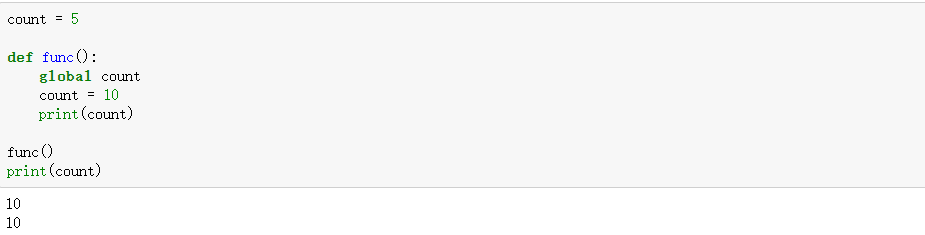 count = 5
def func():
    global count
    count = 10
    print(count)
func()
print(count)
10
10